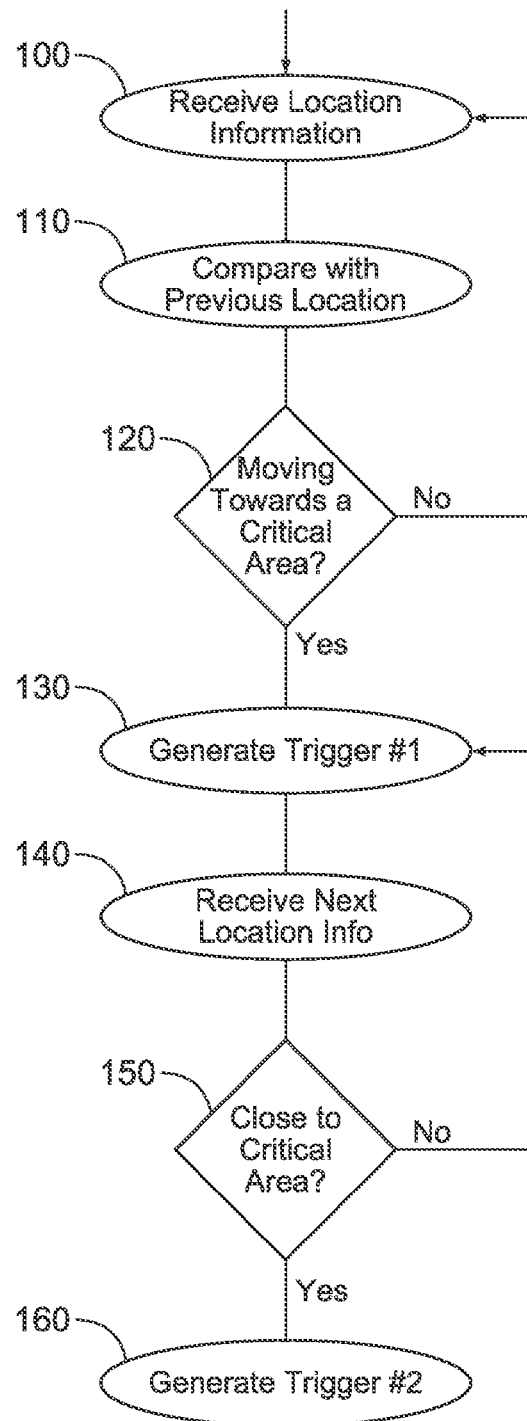 100
Receive Location
Information
110
Compare with
Previous Location
120
Moving
Towards a
Critical
Area?
No
Yes
130
Generate Trigger #1
140
Receive Next
Location Info
150
Close to
Critical
Area?
No
Yes
160
Generate Trigger #2